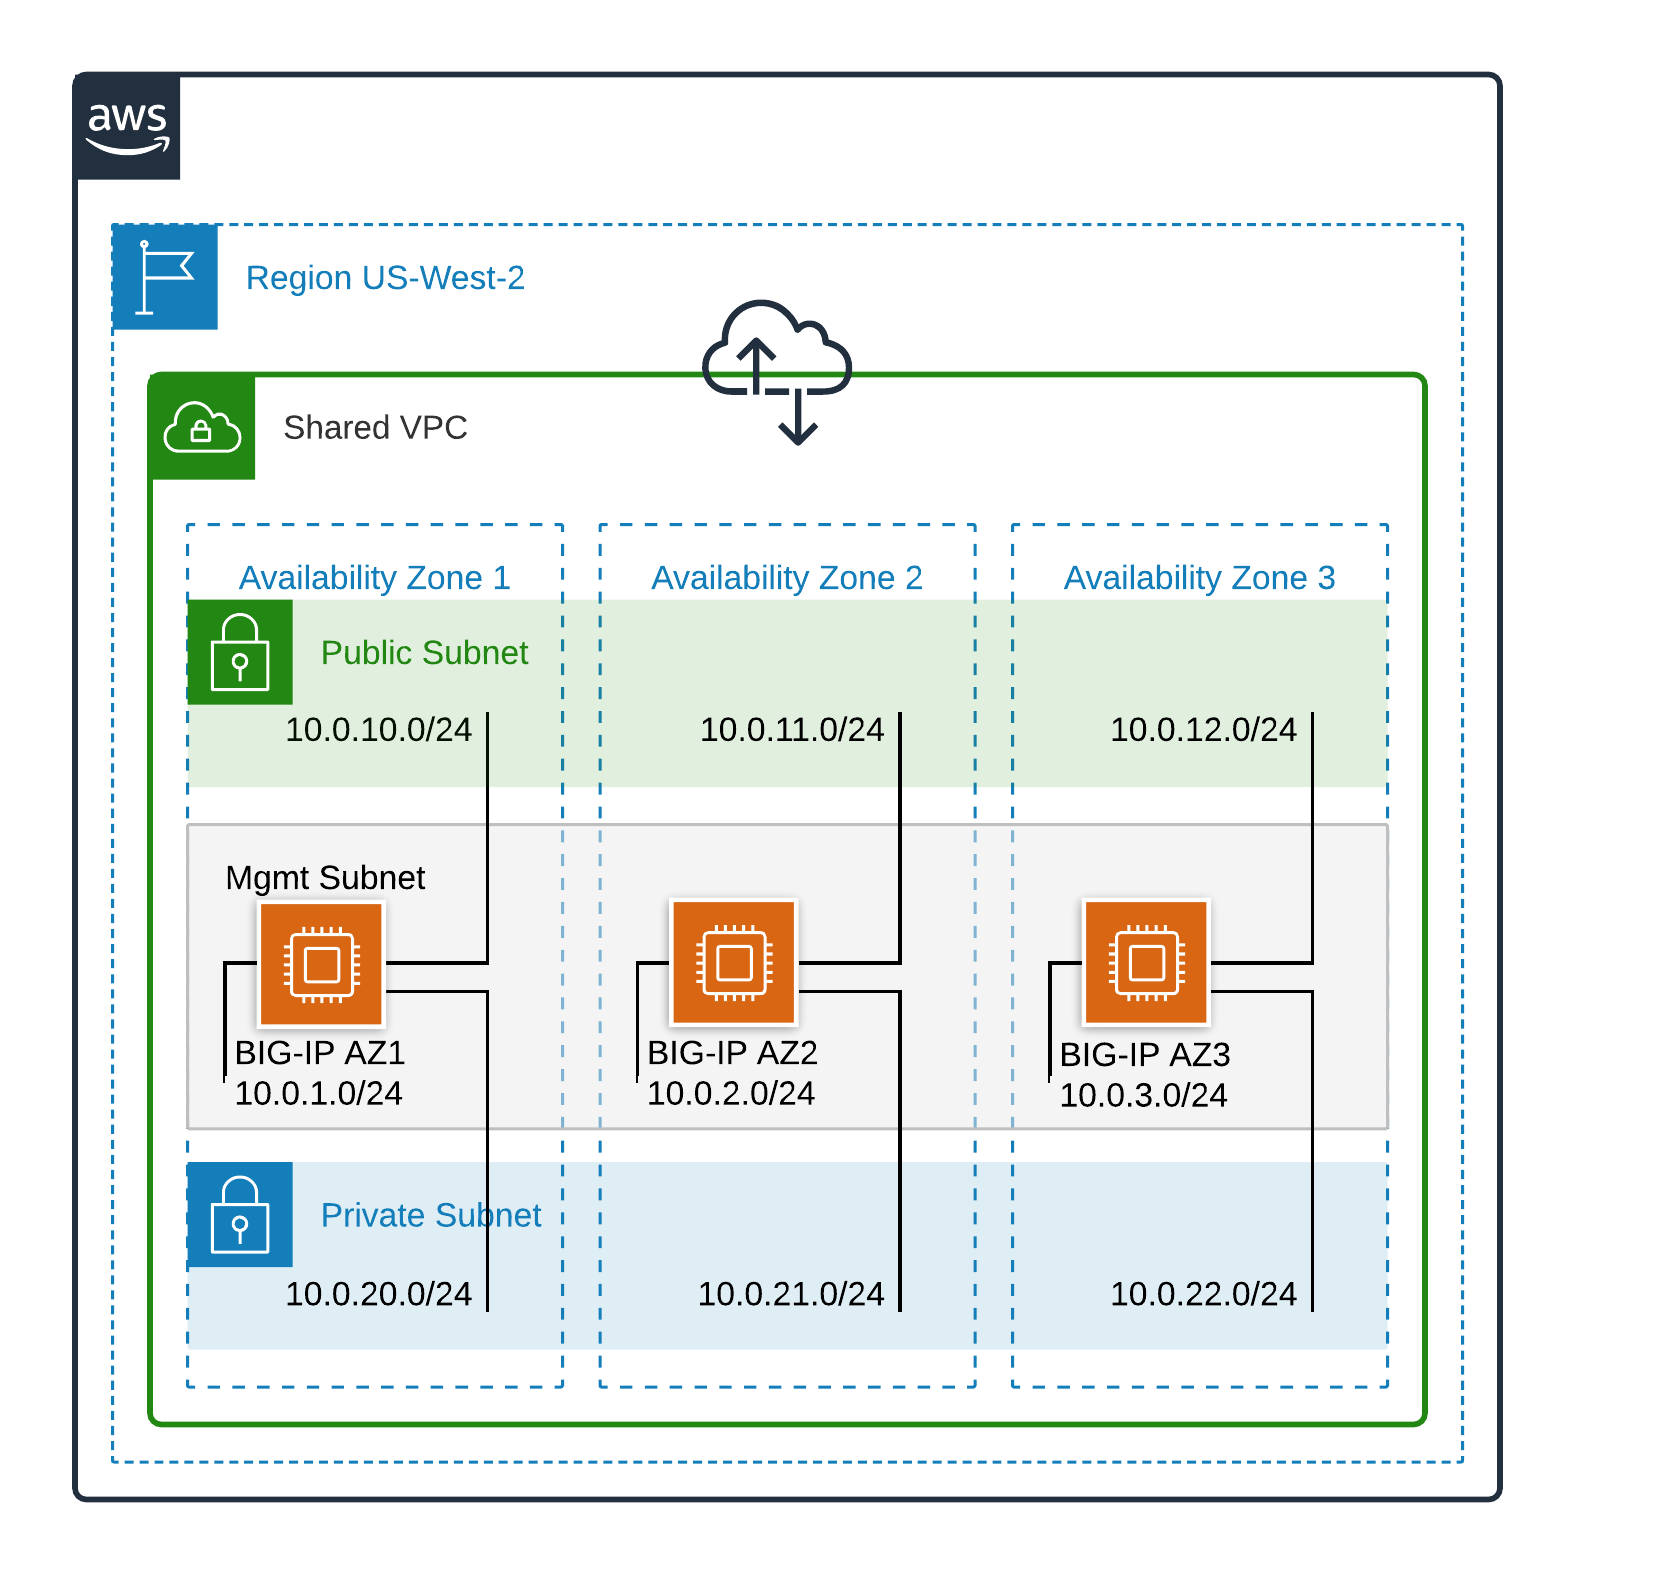 aws
Region US-West-2
Shared VPC
Availability Zone 1
Availability Zone 2
Availability Zone 3
Public Subnet
10.0.10.0/24
10.0.11.0/24
10.0.12.0/24
Mgmt Subnet
BIG-IP AZ1
10.0.1.0/24
BIG-IP AZ2
10.0.2.0/24
BIG-IP AZ3
10.0.3.0/24
Private Subnet
10.0.20.0/24
10.0.21.0/24
10.0.22.0/24